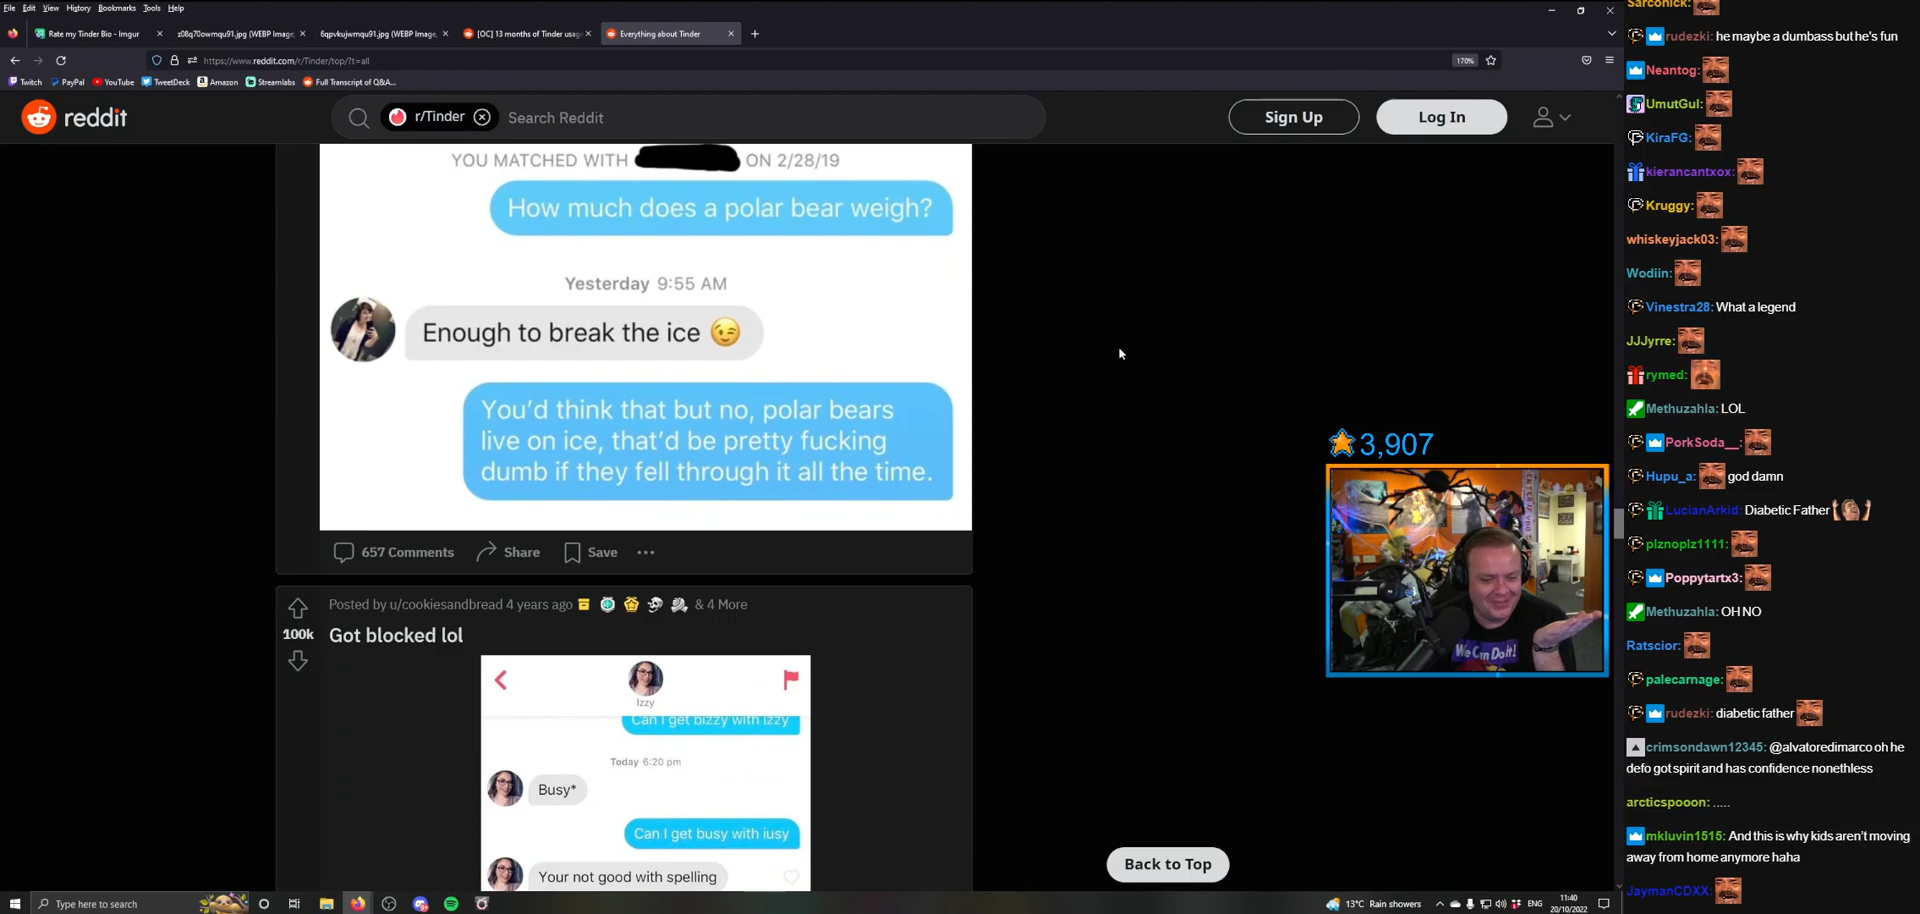 File Edit View History Bookmarks Tools Help
Rate my Tinder Bio - Imgur
z08q70owmqu91.jpg (WEBP Image,
6qpvkujwmqu91.jpg (WEBP Image,
[OC] 13 months of Tinder usag
Everything about Tinder
https://www.reddit.com/r/Tinder/top/?t=all
170%
Twitch PayPal YouTube TweetDeck Amazon Streamlabs Full Transcript of Q&A...
reddit
r/Tinder
Search Reddit
Sign Up
Log In
YOU MATCHED WITH ON 2/28/19
How much does a polar bear weigh?
Yesterday 9:55 AM
Enough to break the ice 😉
You'd think that but no, polar bears
live on ice, that'd be pretty fucking
dumb if they fell through it all the time.
657 Comments Share Save
Posted by u/cookiesandbread 4 years ago & 4 More
100k
Got blocked lol
Izzy
Can I get bizzy with izzy
Today 6:20 pm
Busy*
Can I get busy with iusy
Your not good with spelling
Back to Top
3,907
We Can Do It!
Sarconick:
rudezki: he maybe a dumbass but he's fun
Neantog:
UmutGul:
KiraFG:
kierancantxox:
Kruggy:
whiskeyjack03:
Wodiin:
Vinestra28: What a legend
JJJyrre:
rymed:
Methuzahla: LOL
PorkSoda__:
Hupu_a: god damn
LucianArkid: Diabetic Father
plznoplz1111:
Poppytartx3:
Methuzahla: OH NO
Ratscior:
palecarnage:
rudezki: diabetic father
crimsondawn12345: @alvatoredimarco oh he
defo got spirit and has confidence nonethless
arcticspooon: .....
mkluvin1515: And this is why kids aren't moving
away from home anymore haha
JaymanCDXX:
Type here to search
13°C Rain showers
ENG
11:40
20/10/2022